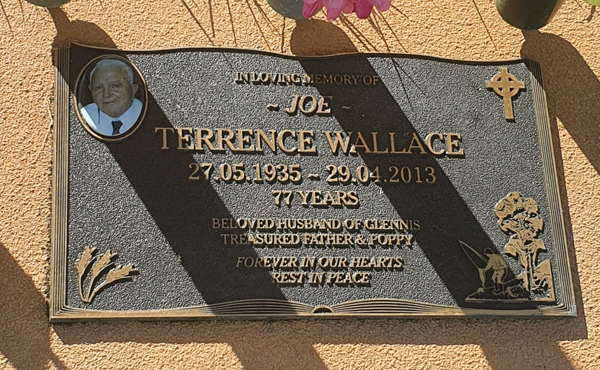 IN LOVING MEMORY OF
~ JOE ~
TERRENCE WALLACE
27.05.1935 ~ 29.04.2013
77 YEARS
BELOVED HUSBAND OF GLENNIS
TREASURED FATHER & POPPY
FOREVER IN OUR HEARTS
REST IN PEACE